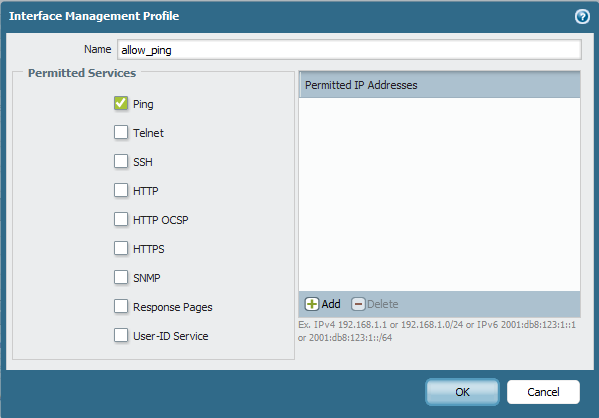 Interface Management Profile
Name allow_ping
Permitted Services
Ping
Telnet
SSH
HTTP
HTTP OCSP
HTTPS
SNMP
Response Pages
User-ID Service
Permitted IP Addresses
Add Delete
Ex. IPv4 192.168.1.1 or 192.168.1.0/24 or IPv6 2001:db8:123:1::1
or 2001:db8:123:1::/64
OK Cancel